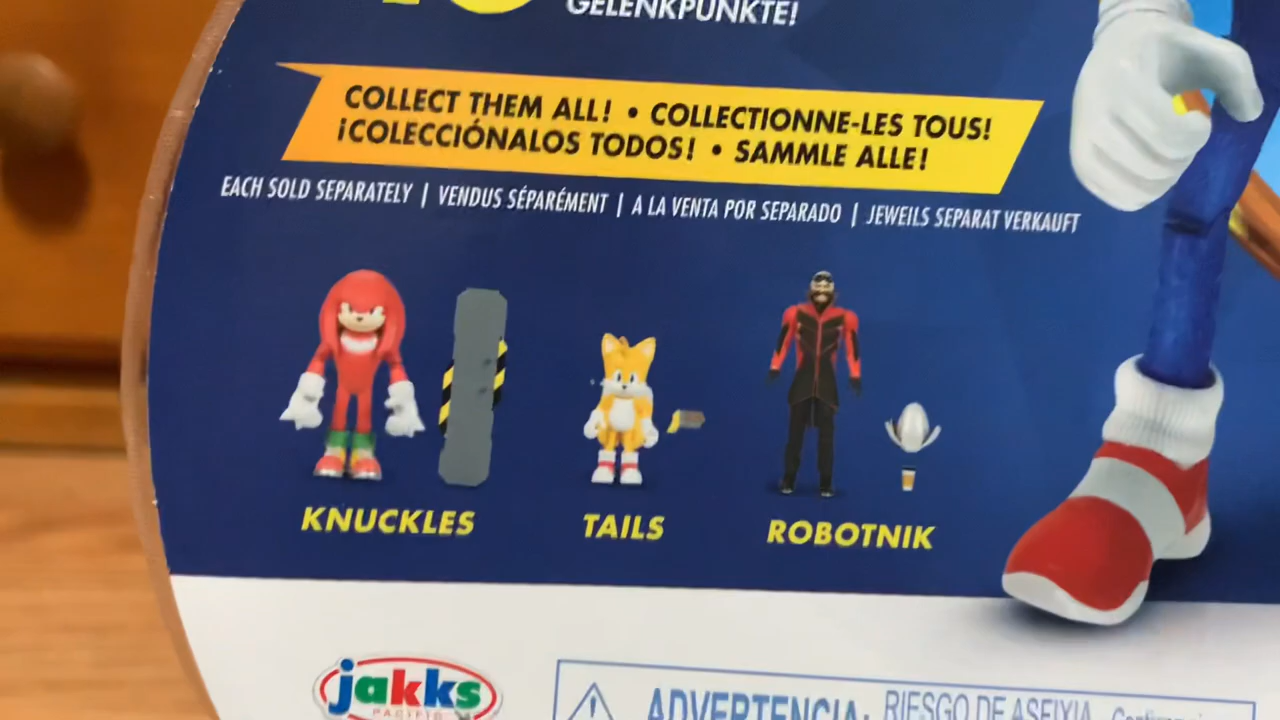 GELENKPUNKTE!
COLLECT THEM ALL! • COLLECTIONNE-LES TOUS!
¡COLECCIÓNALOS TODOS! • SAMMLE ALLE!
EACH SOLD SEPARATELY | VENDUS SÉPARÉMENT | A LA VENTA POR SEPARADO | JEWEILS SEPARAT VERKAUFT
KNUCKLES
TAILS
ROBOTNIK
jakks
PACIFIC
ADVERTENCIA: RIESGO DE ASFIXIA